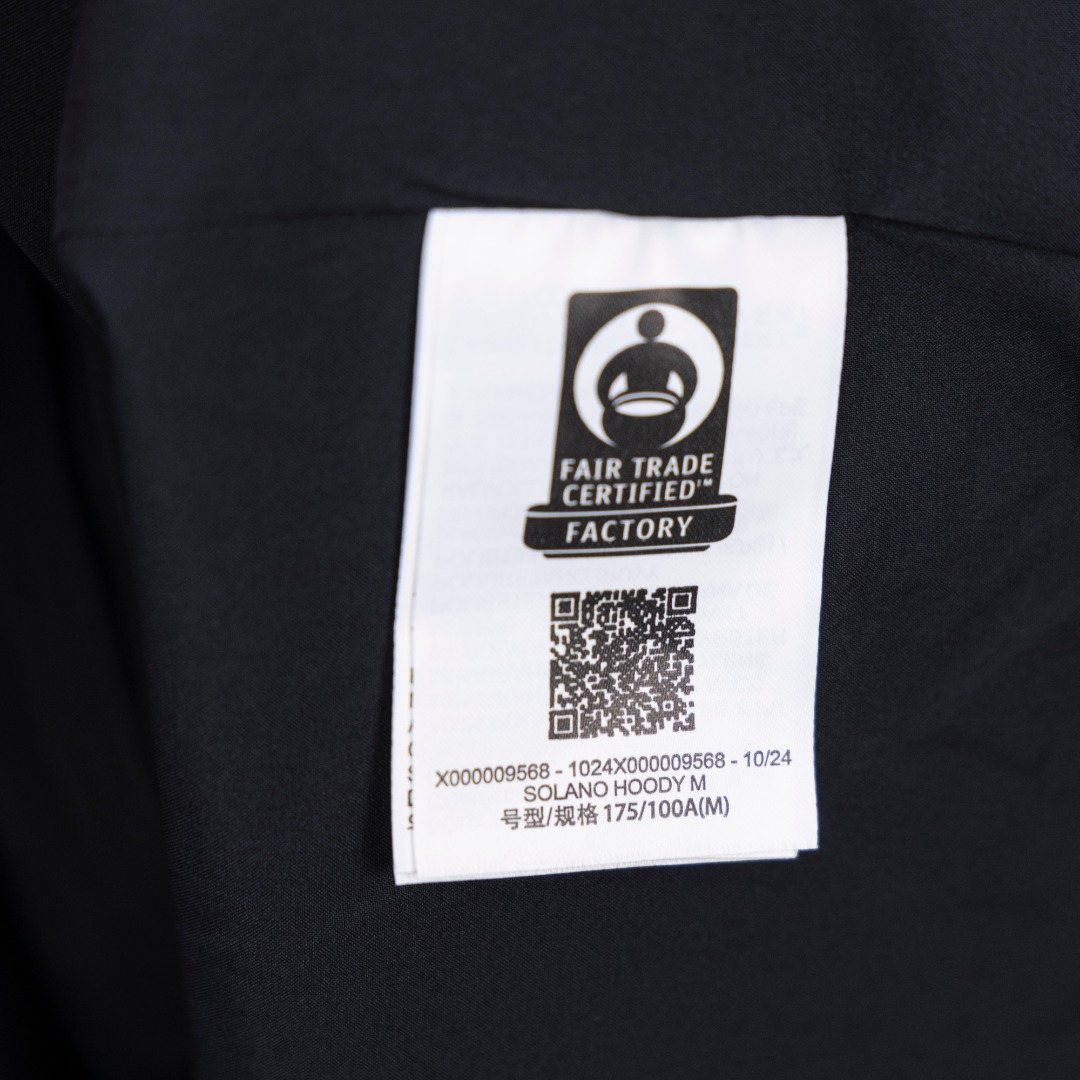 FAIR TRADE
CERTIFIED™
FACTORY
X000009568 - 1024X000009568 - 10/24
SOLANO HOODY M
号型/规格 175/100A(M)